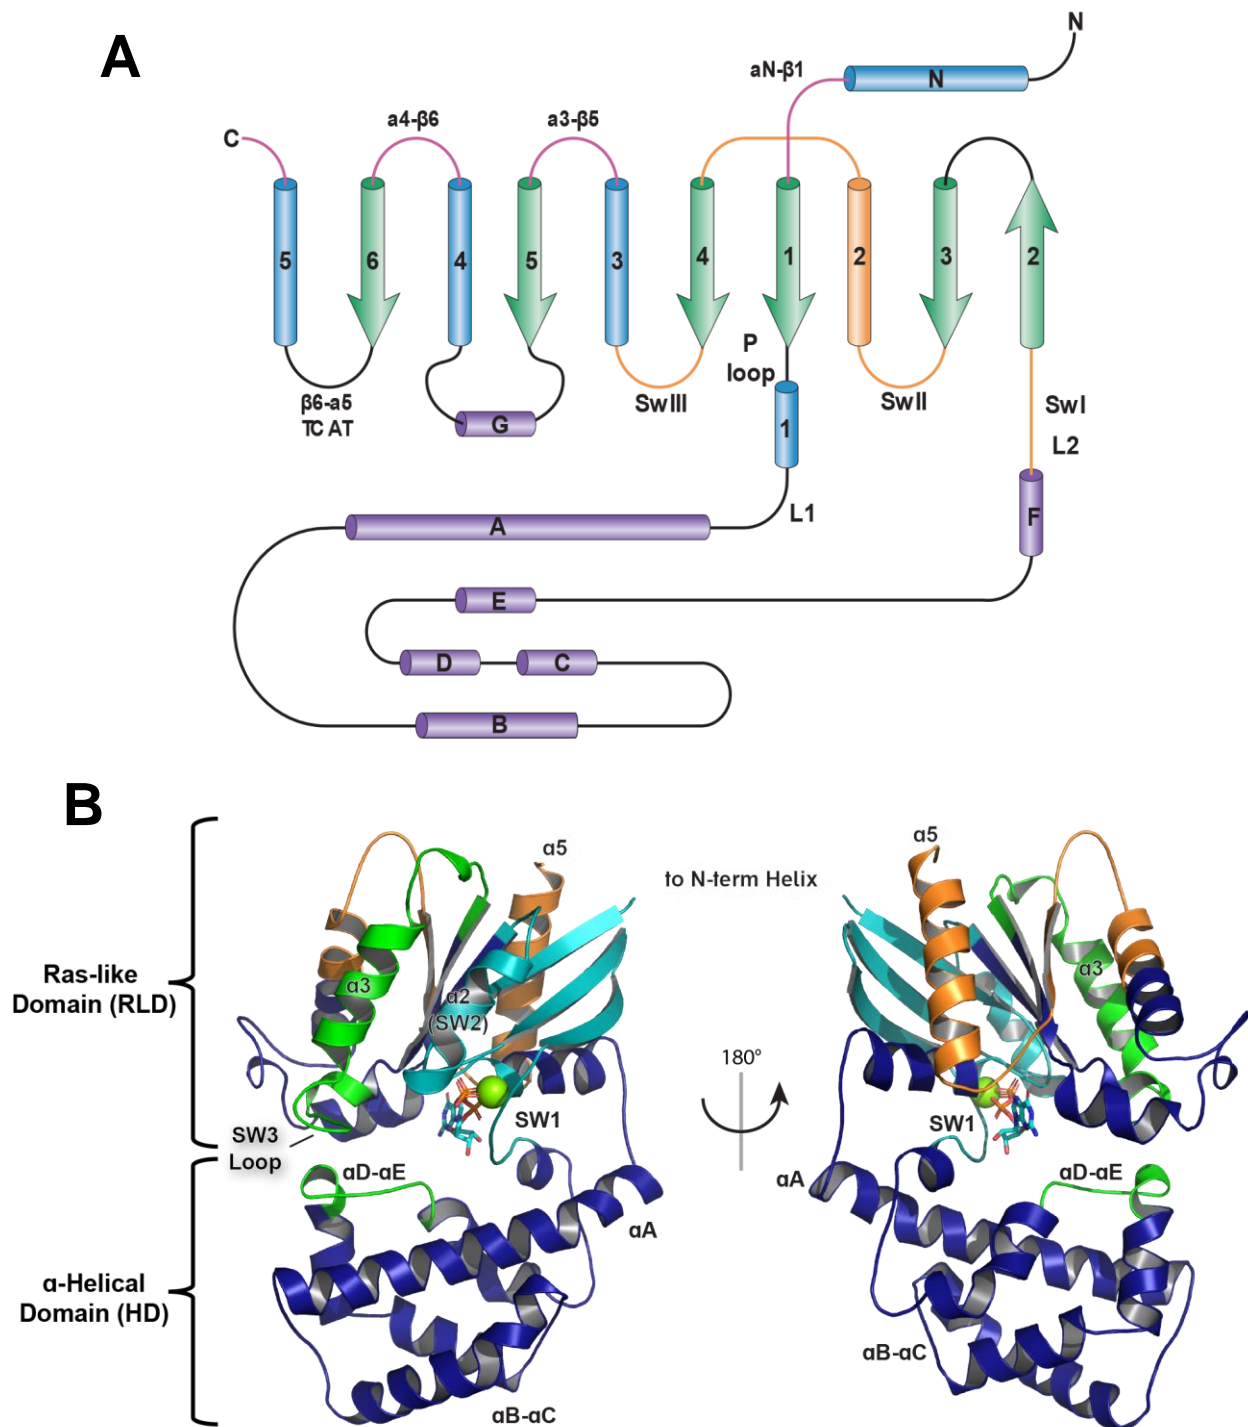 A
N
aN-β1
N
C
a4-β6
a3-β5
5
6
4
5
3
4
1
2
3
2
P
loop
β6-a5
TCAT
G
SwIII
1
SwII
SwI
L2
A
L1
F
E
D
C
B
B
α5
to N-term Helix
α5
Ras-like
Domain (RLD)
α3
α2
(SW2)
α3
180°
SW1
SW1
SW3
Loop
αD-αE
αA
αA
αD-αE
α-Helical
Domain (HD)
αB-αC
αB-αC